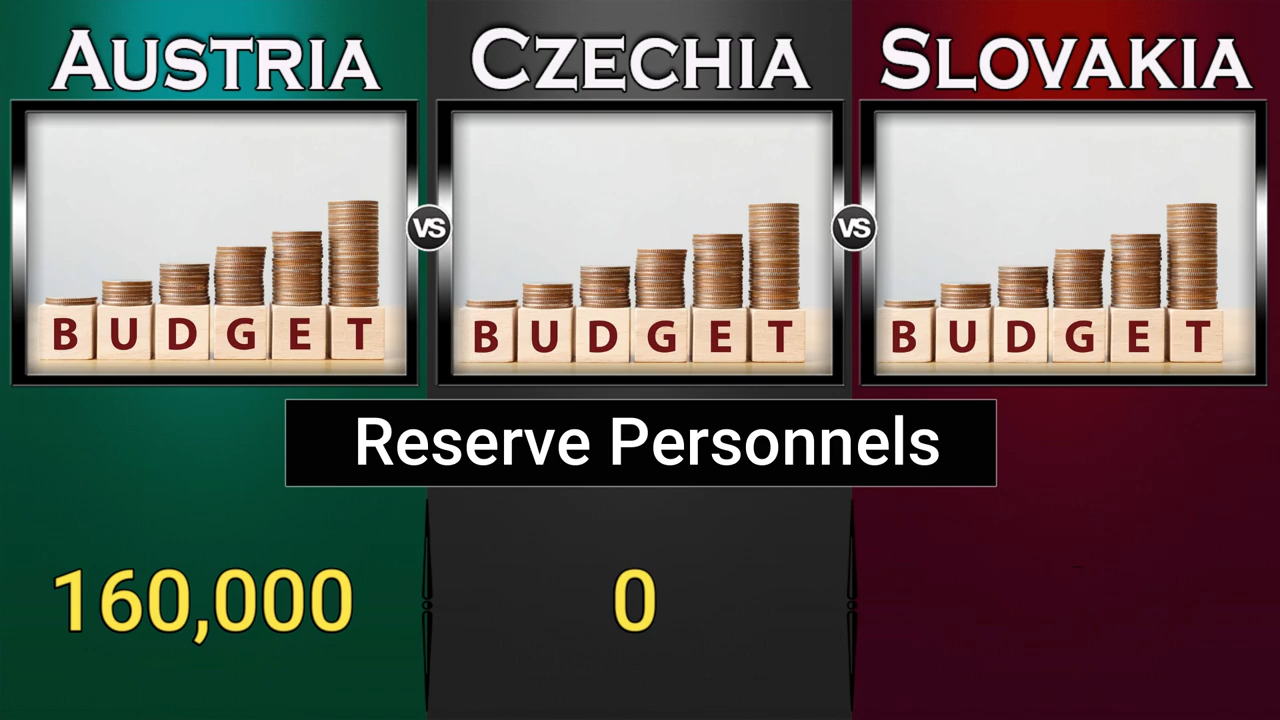 AUSTRIA
CZECHIA
SLOVAKIA
VS
VS
BUDGET
BUDGET
BUDGET
Reserve Personnels
160,000
0